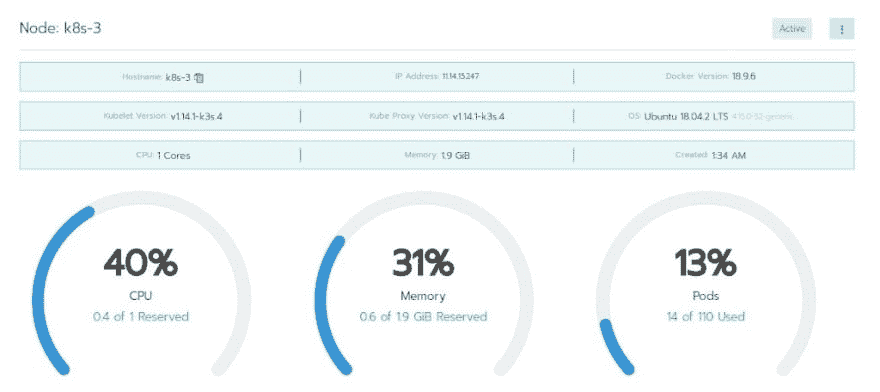 Node: k8s-3
Active
Hostname: k8s-3
IP Address: 11.14.15.247
Docker Version: 18.9.6
Kubelet Version: v1.14.1-k3s.4
Kube Proxy Version: v1.14.1-k3s.4
OS: Ubuntu 18.04.2 LTS 4.15.0-52-generic
CPU: 1 Cores
Memory: 1.9 GiB
Created: 1:34 AM
40%
CPU
0.4 of 1 Reserved
31%
Memory
0.6 of 1.9 GiB Reserved
13%
Pods
14 of 110 Used